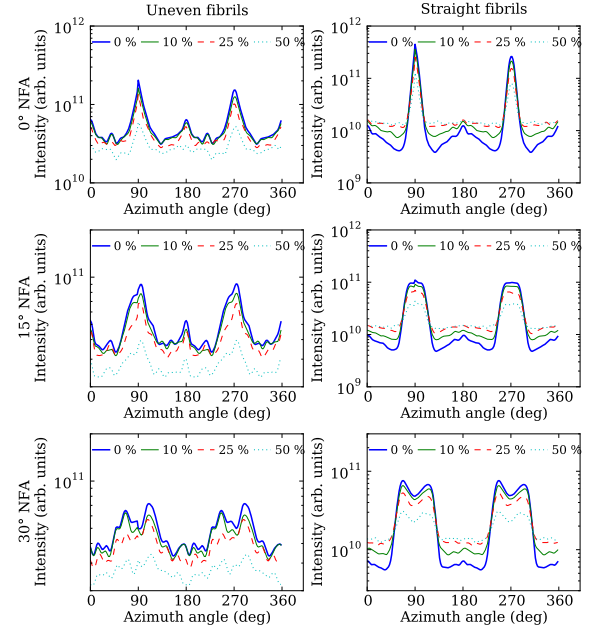 Uneven fibrils
Straight fibrils
0° NFA
Intensity (arb. units)
10¹²
10¹¹
10¹⁰
0 % 10 % 25 % 50 %
0 90 180 270 360
Azimuth angle (deg)
Intensity (arb. units)
10¹²
10¹¹
10¹⁰
10⁹
0 % 10 % 25 % 50 %
0 90 180 270 360
Azimuth angle (deg)
15° NFA
Intensity (arb. units)
10¹¹
0 % 10 % 25 % 50 %
0 90 180 270 360
Azimuth angle (deg)
Intensity (arb. units)
10¹²
10¹¹
10¹⁰
10⁹
0 % 10 % 25 % 50 %
0 90 180 270 360
Azimuth angle (deg)
30° NFA
Intensity (arb. units)
10¹¹
0 % 10 % 25 % 50 %
0 90 180 270 360
Azimuth angle (deg)
Intensity (arb. units)
10¹¹
10¹⁰
0 % 10 % 25 % 50 %
0 90 180 270 360
Azimuth angle (deg)